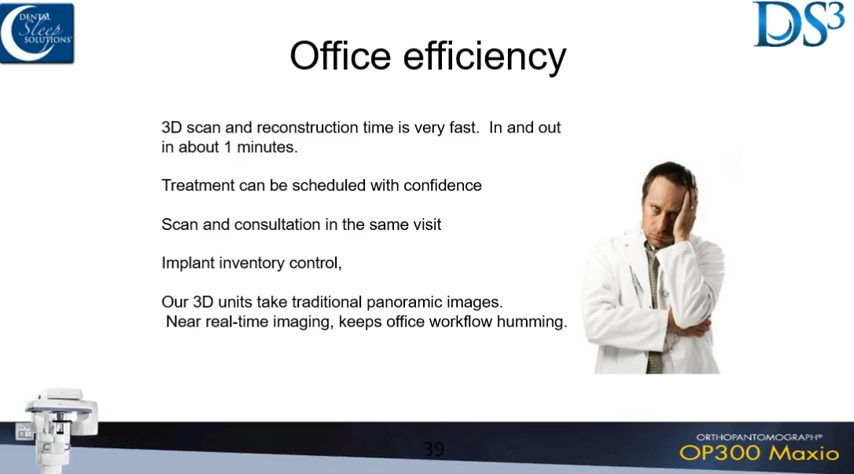 DENTAL
Sleep
SOLUTIONS
DS3
Office efficiency
3D scan and reconstruction time is very fast.  In and out
in about 1 minutes.
Treatment can be scheduled with confidence
Scan and consultation in the same visit
Implant inventory control,
Our 3D units take traditional panoramic images.
Near real-time imaging, keeps office workflow humming.
39
ORTHOPANTOMOGRAPH®
OP300 Maxio